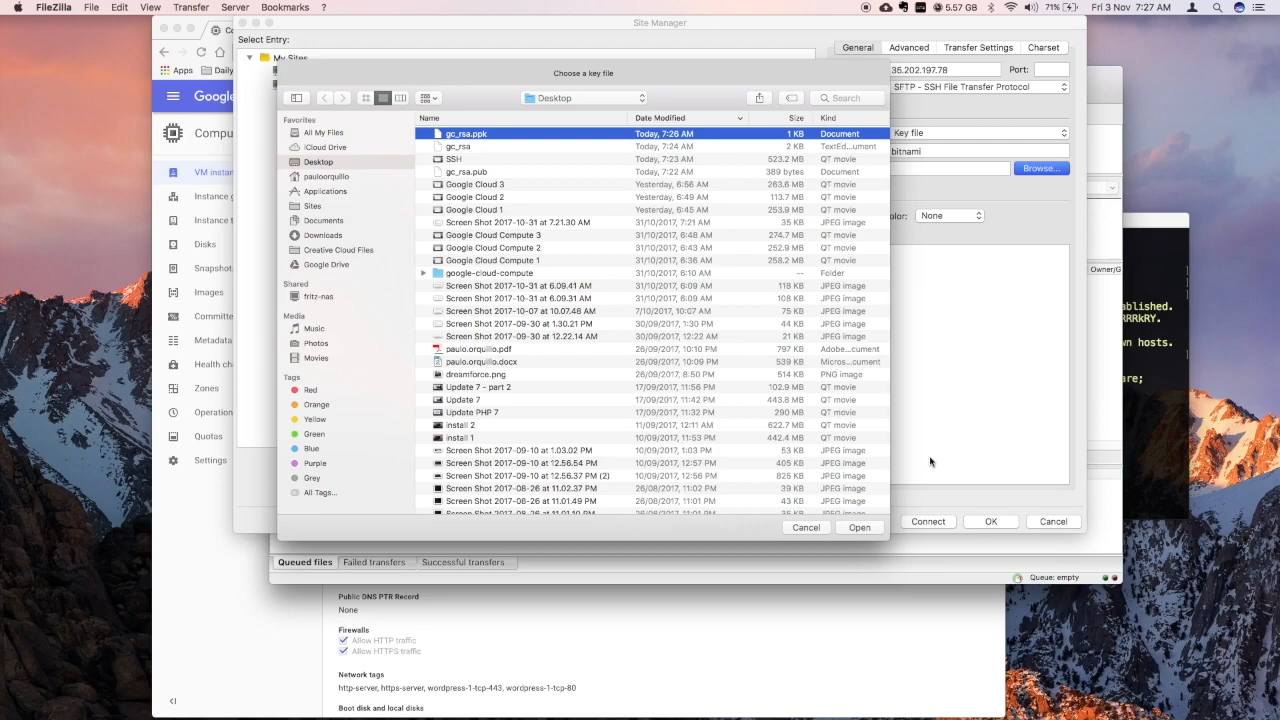 FileZilla File Edit View Transfer Server Bookmarks ?
5.57 GB 71% Fri 3 Nov 7:27 AM
Site Manager
Select Entry:
My Sites
General Advanced Transfer Settings Charset
35.202.197.78 Port:
SFTP - SSH File Transfer Protocol
Key file
bitnami
Browse...
olor: None
Connect OK Cancel
Choose a key file
Desktop
Search
Favorites
All My Files
iCloud Drive
Desktop
pauloorquillo
Applications
Sites
Documents
Downloads
Creative Cloud Files
Google Drive
Shared
fritz-nas
Media
Music
Photos
Movies
Tags
Red
Orange
Yellow
Green
Blue
Purple
Grey
All Tags...
Name Date Modified Size Kind
gc_rsa.ppk Today, 7:26 AM 1 KB Document
gc_rsa Today, 7:24 AM 2 KB TextEd...ument
SSH Today, 7:23 AM 523.2 MB QT movie
gc_rsa.pub Today, 7:22 AM 389 bytes Document
Google Cloud 3 Yesterday, 6:56 AM 263.6 MB QT movie
Google Cloud 2 Yesterday, 6:49 AM 113.7 MB QT movie
Google Cloud 1 Yesterday, 6:45 AM 253.9 MB QT movie
Screen Shot 2017-10-31 at 7.21.30 AM 31/10/2017, 7:21 AM 35 KB JPEG image
Google Cloud Compute 3 31/10/2017, 6:48 AM 274.7 MB QT movie
Google Cloud Compute 2 31/10/2017, 6:43 AM 252.9 MB QT movie
Google Cloud Compute 1 31/10/2017, 6:36 AM 258.2 MB QT movie
google-cloud-compute 31/10/2017, 6:10 AM -- Folder
Screen Shot 2017-10-31 at 6.09.41 AM 31/10/2017, 6:09 AM 118 KB JPEG image
Screen Shot 2017-10-31 at 6.09.31 AM 31/10/2017, 6:09 AM 108 KB JPEG image
Screen Shot 2017-10-07 at 10.07.48 AM 7/10/2017, 10:07 AM 75 KB JPEG image
Screen Shot 2017-09-30 at 1.30.21 PM 30/09/2017, 1:30 PM 44 KB JPEG image
Screen Shot 2017-09-30 at 12.22.14 AM 30/09/2017, 12:22 AM 21 KB JPEG image
paulo.orquillo.pdf 26/09/2017, 10:10 PM 797 KB Adobe...cument
paulo.orquillo.docx 26/09/2017, 10:09 PM 539 KB Micros...cument
dreamforce.png 26/09/2017, 8:50 PM 514 KB PNG image
Update 7 - part 2 17/09/2017, 11:56 PM 102.9 MB QT movie
Update 7 17/09/2017, 11:42 PM 443.8 MB QT movie
Update PHP 7 17/09/2017, 11:32 PM 290 MB QT movie
install 2 11/09/2017, 12:11 AM 622.7 MB QT movie
install 1 10/09/2017, 11:53 PM 442.4 MB QT movie
Screen Shot 2017-09-10 at 1.03.02 PM 10/09/2017, 1:03 PM 53 KB JPEG image
Screen Shot 2017-09-10 at 12.56.54 PM 10/09/2017, 12:57 PM 405 KB JPEG image
Screen Shot 2017-09-10 at 12.56.37 PM (2) 10/09/2017, 12:56 PM 825 KB JPEG image
Screen Shot 2017-08-26 at 11.02.37 PM 26/08/2017, 11:02 PM 39 KB JPEG image
Screen Shot 2017-08-26 at 11.01.49 PM 26/08/2017, 11:01 PM 43 KB JPEG image
Cancel Open
Apps Daily
Google
Compu
VM instan
Instance g
Instance t
Disks
Snapshot
Images
Committe
Metadata
Health ch
Zones
Operation
Quotas
Settings
Owner/G
ablished.
RRRkRY.
wn hosts.
mare;
Queued files Failed transfers Successful transfers
Queue: empty
Public DNS PTR Record
None
Firewalls
Allow HTTP traffic
Allow HTTPS traffic
Network tags
http-server, https-server, wordpress-1-tcp-443, wordpress-1-tcp-80
Boot disk and local disks